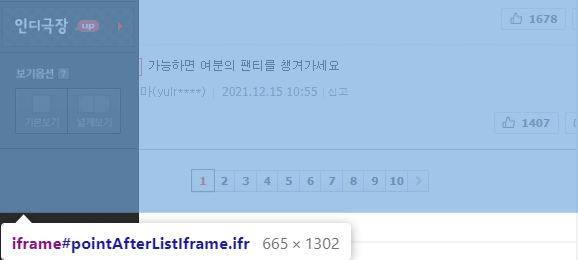 인디극장 up
1678
가능하면 여분의 팬티를 챙겨가세요
보기옵션 ?
마(yulr****) | 2021.12.15 10:55 | 신고
기본보기 넓게보기
1407
1 2 3 4 5 6 7 8 9 10 >
iframe#pointAfterListIframe.ifr 665 × 1302